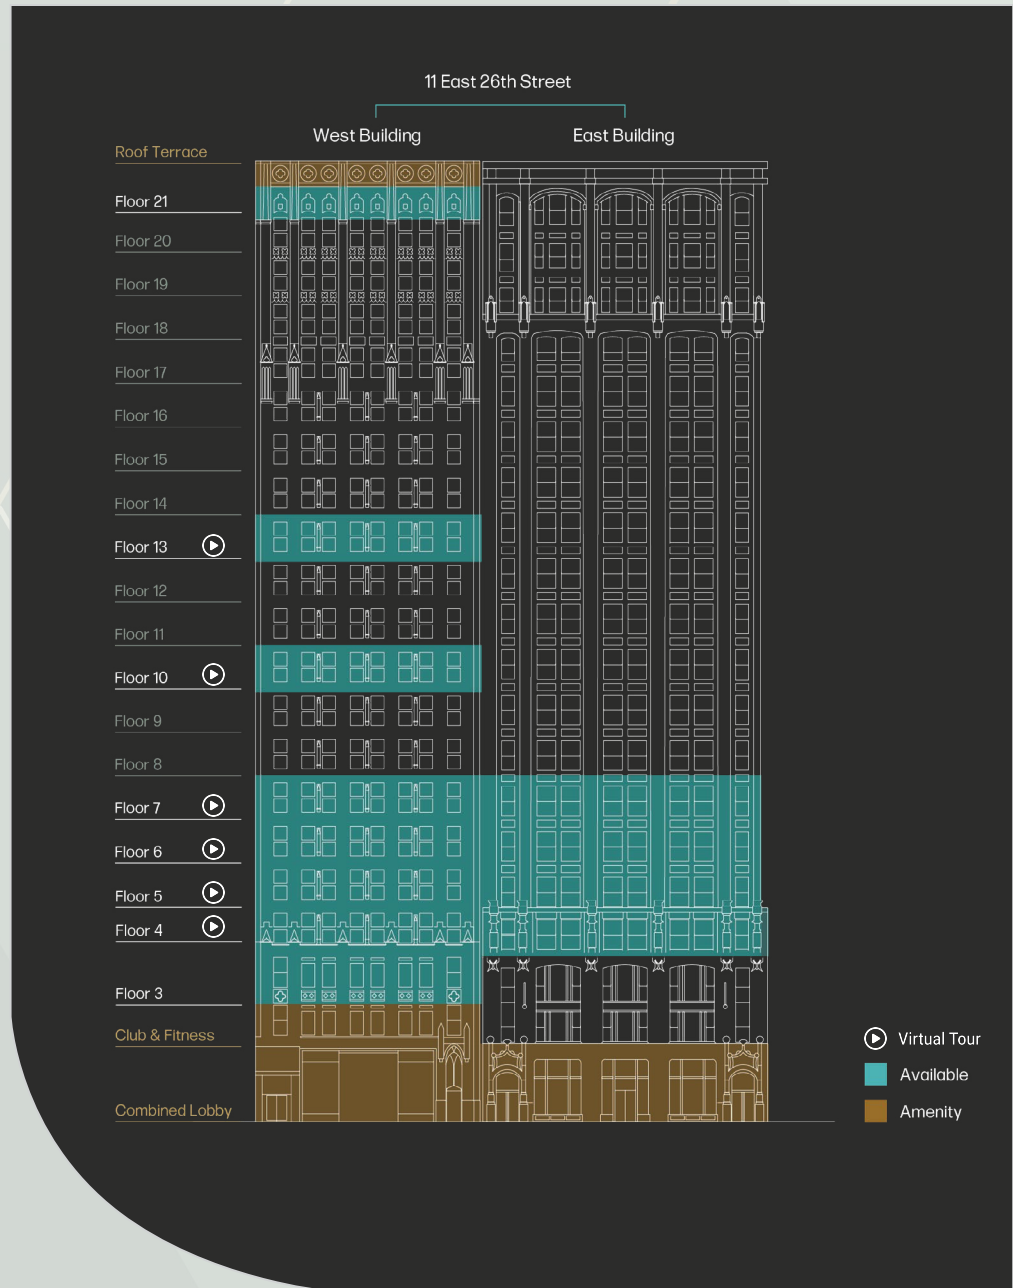 11 East 26th Street
West Building
East Building
Roof Terrace
Floor 21
Floor 20
Floor 19
Floor 18
Floor 17
Floor 16
Floor 15
Floor 14
Floor 13
Floor 12
Floor 11
Floor 10
Floor 9
Floor 8
Floor 7
Floor 6
Floor 5
Floor 4
Floor 3
Club & Fitness
Combined Lobby
Virtual Tour
Available
Amenity